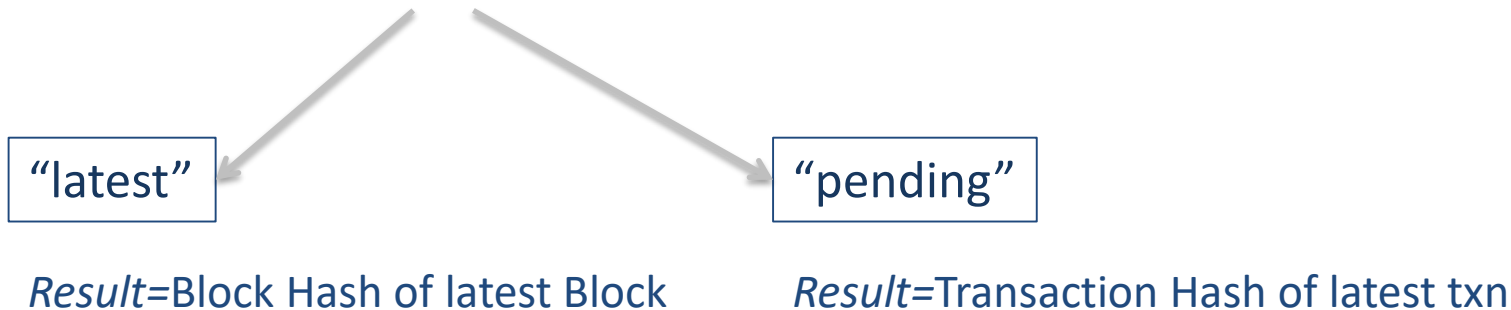 “latest” “pending”
Result=Block Hash of latest Block Result=Transaction Hash of latest txn